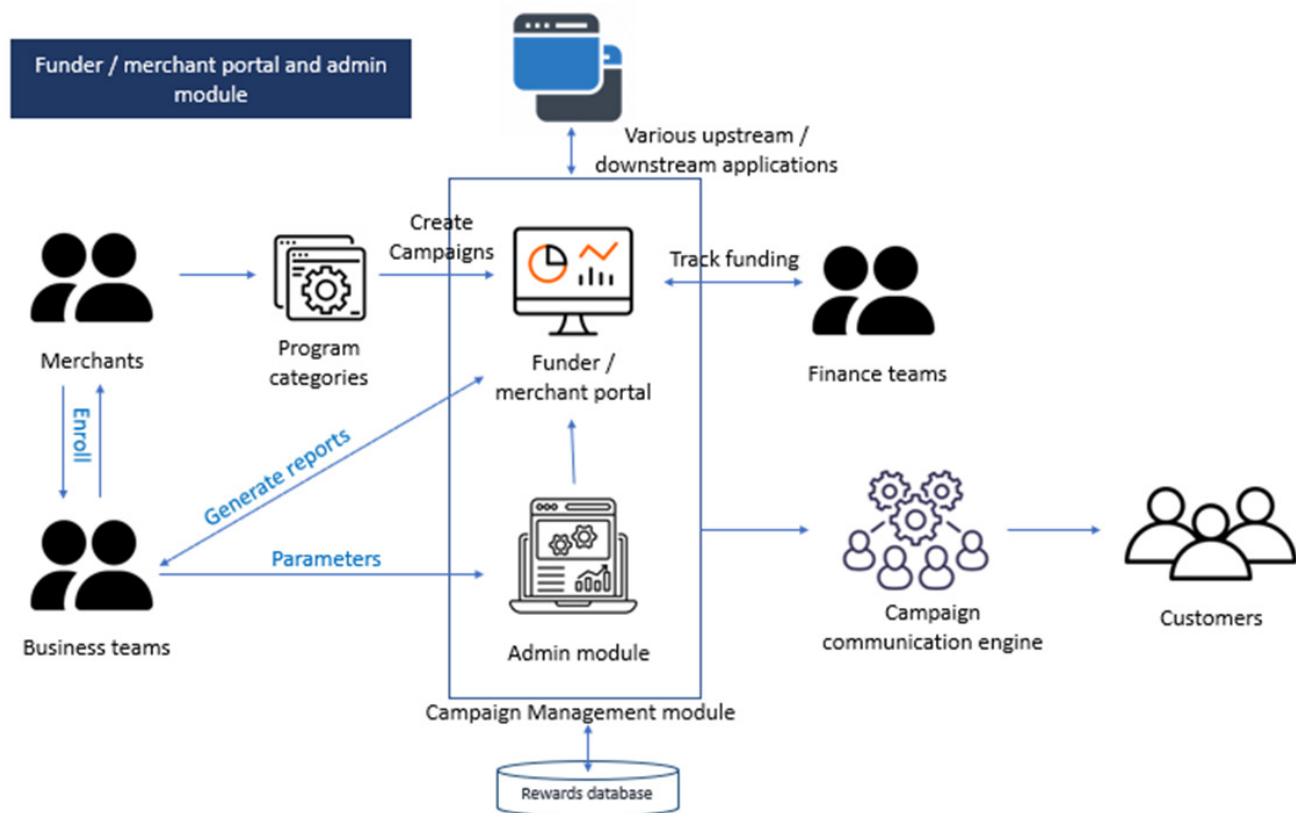 Funder / merchant portal and admin
module
Various upstream /
downstream applications
Create
Campaigns
Track funding
Merchants
Program
categories
Funder /
merchant portal
Finance teams
Enroll
Generate reports
Parameters
Business teams
Admin module
Campaign
communication engine
Customers
Campaign Management module
Rewards database